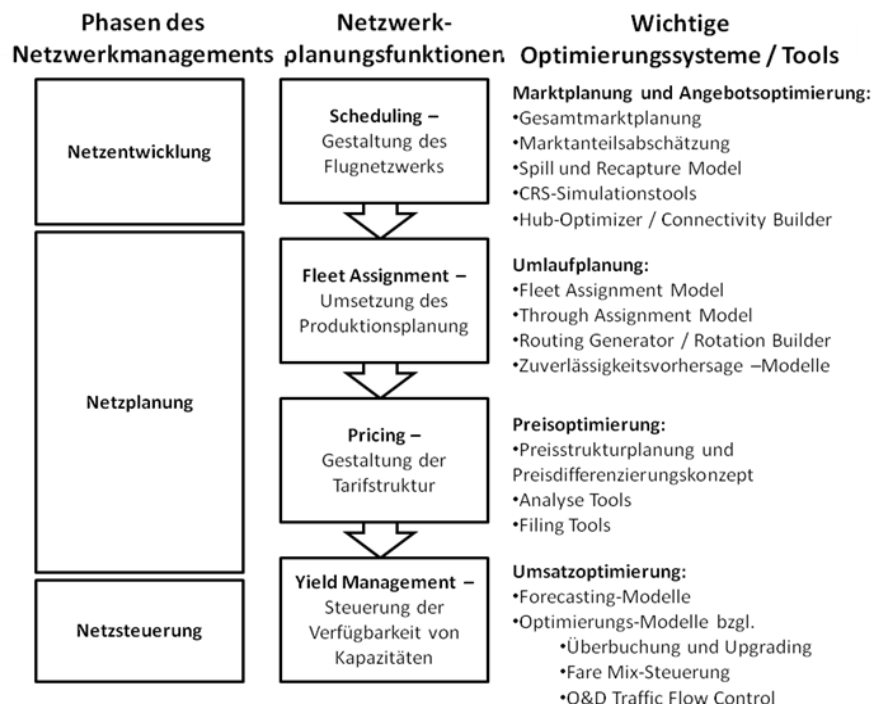 Phasen des
Netzwerkmanagements
Netzwerk-
planungsfunktionen
Wichtige
Optimierungssysteme / Tools
Netzentwicklung
Scheduling –
Gestaltung des
Flugnetzwerks
Marktplanung und Angebotsoptimierung:
•Gesamtmarktplanung
•Marktanteilsabschätzung
•Spill und Recapture Model
•CRS-Simulationstools
•Hub-Optimizer / Connectivity Builder
Netzplanung
Fleet Assignment –
Umsetzung des
Produktionsplanung
Umlaufplanung:
•Fleet Assignment Model
•Through Assignment Model
•Routing Generator / Rotation Builder
•Zuverlässigkeitsvorhersage –Modelle
Pricing –
Gestaltung der
Tarifstruktur
Preisoptimierung:
•Preisstrukturplanung und
Preisdifferenzierungskonzept
•Analyse Tools
•Filing Tools
Netzsteuerung
Yield Management –
Steuerung der
Verfügbarkeit von
Kapazitäten
Umsatzoptimierung:
•Forecasting-Modelle
•Optimierungs-Modelle bzgl.
•Überbuchung und Upgrading
•Fare Mix-Steuerung
•O&D Traffic Flow Control